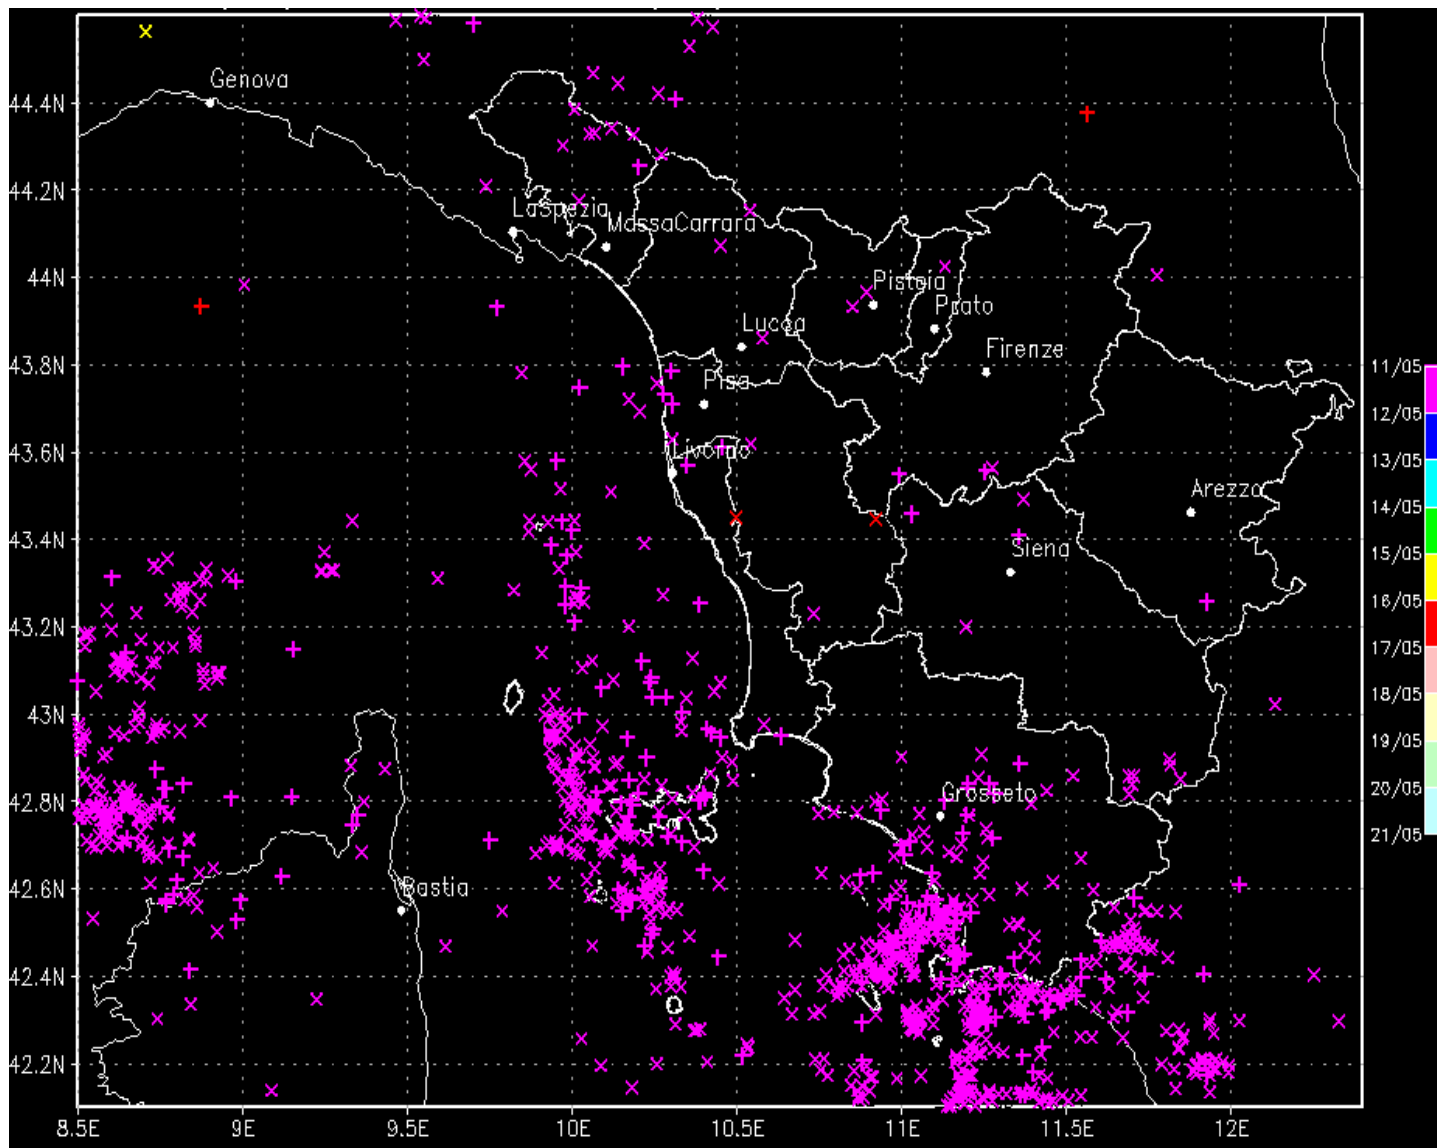 Genova
44.4N
44.2N
LaSpezia
MassaCarrara
44N
Pistoia
Prato
Lucca
Firenze
43.8N
Pisa
11/05
12/05
43.6N
Livorno
13/05
Arezzo
14/05
43.4N
Siena
15/05
16/05
43.2N
17/05
18/05
43N
19/05
42.8N
Grosseto
20/05
21/05
42.6N
Bastia
42.4N
42.2N
8.5E 9E 9.5E 10E 10.5E 11E 11.5E 12E